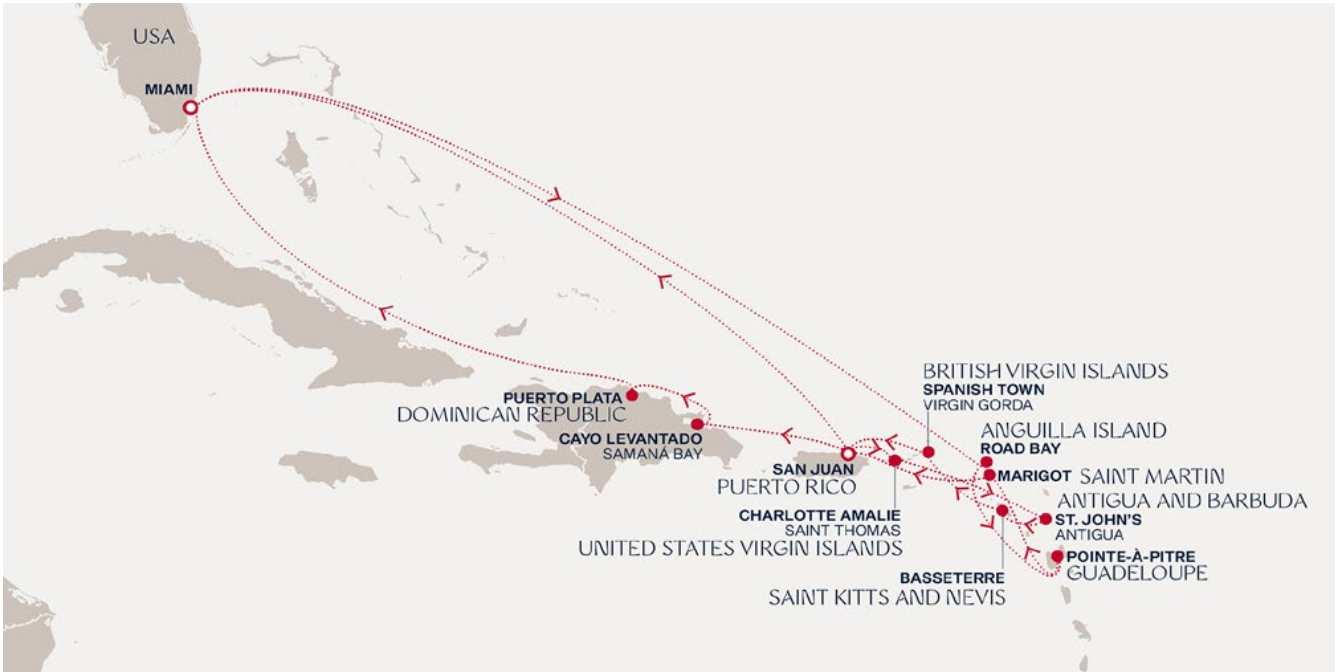 USA
MIAMI
BRITISH VIRGIN ISLANDS
SPANISH TOWN
VIRGIN GORDA
PUERTO PLATA
DOMINICAN REPUBLIC
CAYO LEVANTADO
SAMANÁ BAY
ANGUILLA ISLAND
ROAD BAY
SAN JUAN
PUERTO RICO
MARIGOT SAINT MARTIN
ANTIGUA AND BARBUDA
ST. JOHN'S
ANTIGUA
CHARLOTTE AMALIE
SAINT THOMAS
UNITED STATES VIRGIN ISLANDS
POINTE-À-PITRE
GUADELOUPE
BASSETERRE
SAINT KITTS AND NEVIS